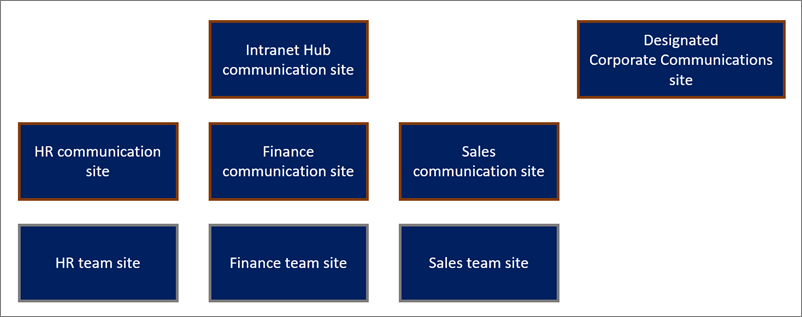 Intranet Hub
communication site
Designated
Corporate Communications
site
HR communication
site
Finance
communication site
Sales
communication site
HR team site
Finance team site
Sales team site